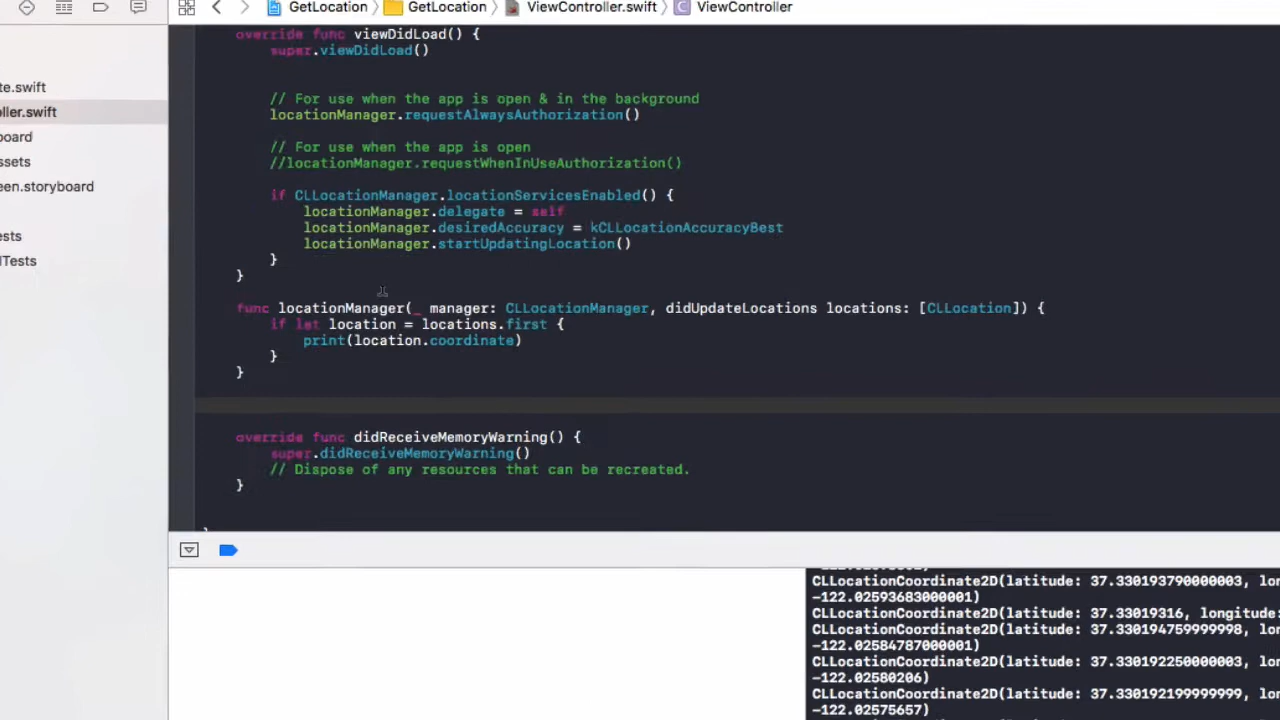 GetLocation
GetLocation
ViewController.swift
ViewController
te.swift
ller.swift
board
ssets
een.storyboard
sts
ITests
override func viewDidLoad() {
super.viewDidLoad()
// For use when the app is open & in the background
locationManager.requestAlwaysAuthorization()
// For use when the app is open
//locationManager.requestWhenInUseAuthorization()
if CLLocationManager.locationServicesEnabled() {
locationManager.delegate = self
locationManager.desiredAccuracy = kCLLocationAccuracyBest
locationManager.startUpdatingLocation()
}
}
func locationManager(_ manager: CLLocationManager, didUpdateLocations locations: [CLLocation]) {
if let location = locations.first {
print(location.coordinate)
}
}
override func didReceiveMemoryWarning() {
super.didReceiveMemoryWarning()
// Dispose of any resources that can be recreated.
}
CLLocationCoordinate2D(latitude: 37.330193790000003, lon
-122.02593683000001)
CLLocationCoordinate2D(latitude: 37.33019316, longitude:
CLLocationCoordinate2D(latitude: 37.330194759999998, lon
-122.02584787000001)
CLLocationCoordinate2D(latitude: 37.330192250000003, lon
-122.02580206)
CLLocationCoordinate2D(latitude: 37.330192199999999, lon
-122.02575657)